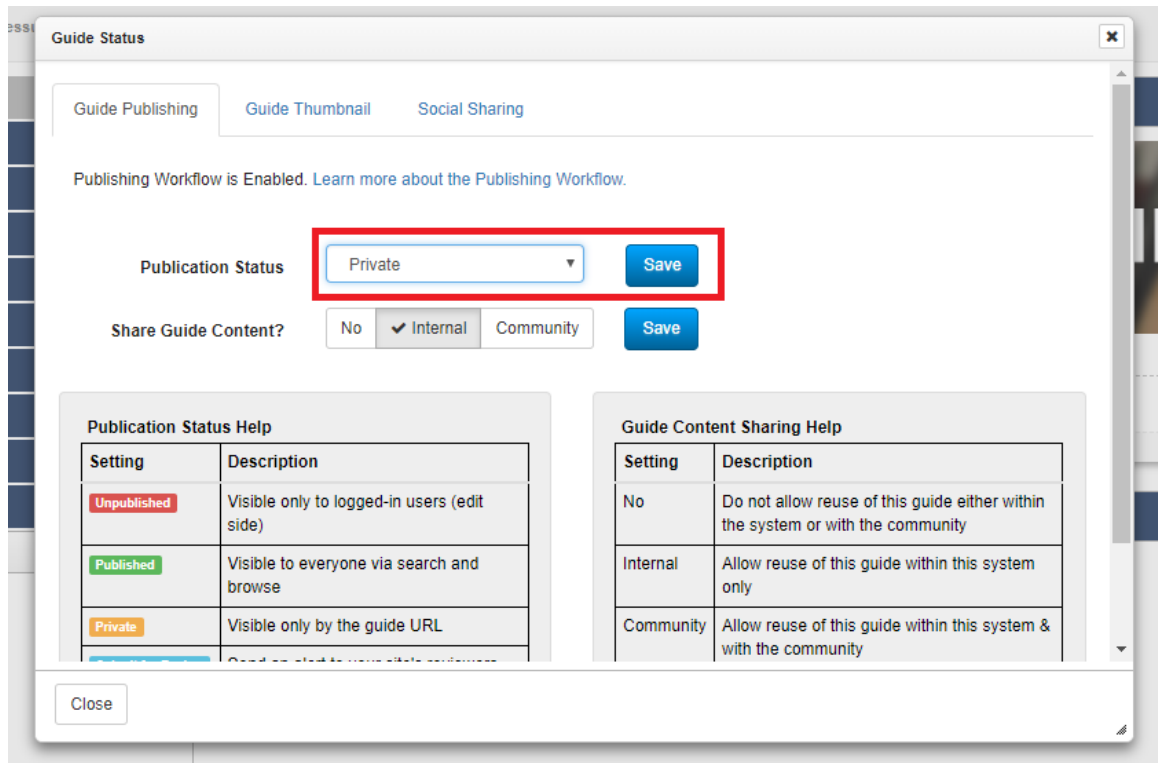 Guide Status
Guide Publishing Guide Thumbnail Social Sharing
Publishing Workflow is Enabled. Learn more about the Publishing Workflow.
Publication Status Private Save
Share Guide Content? No Internal Community Save
Publication Status Help
Setting Description
Unpublished Visible only to logged-in users (edit
side)
Published Visible to everyone via search and
browse
Private Visible only by the guide URL
Guide Content Sharing Help
Setting Description
No Do not allow reuse of this guide either within
the system or with the community
Internal Allow reuse of this guide within this system
only
Community Allow reuse of this guide within this system &
with the community
Close